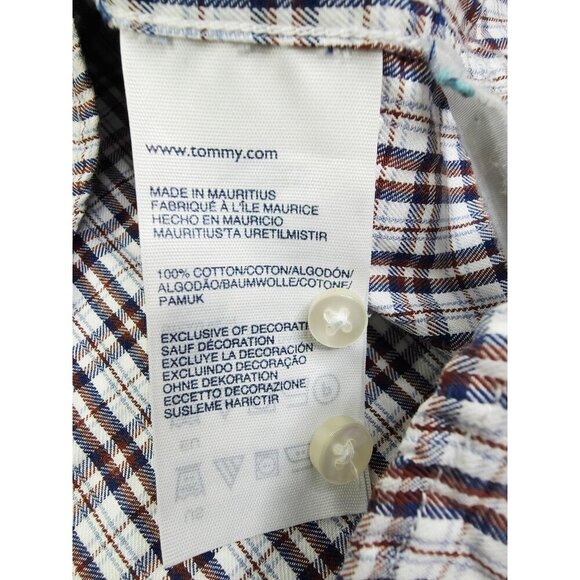 www.tommy.com
MADE IN MAURITIUS
FABRIQUÉ À L'ÎLE MAURICE
HECHO EN MAURICIO
MAURITIUS'TA URETILMISTIR
100% COTTON/COTON/ALGODÓN/
ALGODÃO/BAUMWOLLE/COTONE/
PAMUK
EXCLUSIVE OF DECORATI
SAUF DÉCORATION
EXCLUYE LA DECORACIÓN
EXCLUINDO DECORAÇÃO
OHNE DEKORATION
ECCETTO DECORAZIONE
SUSLEME HARICTIR